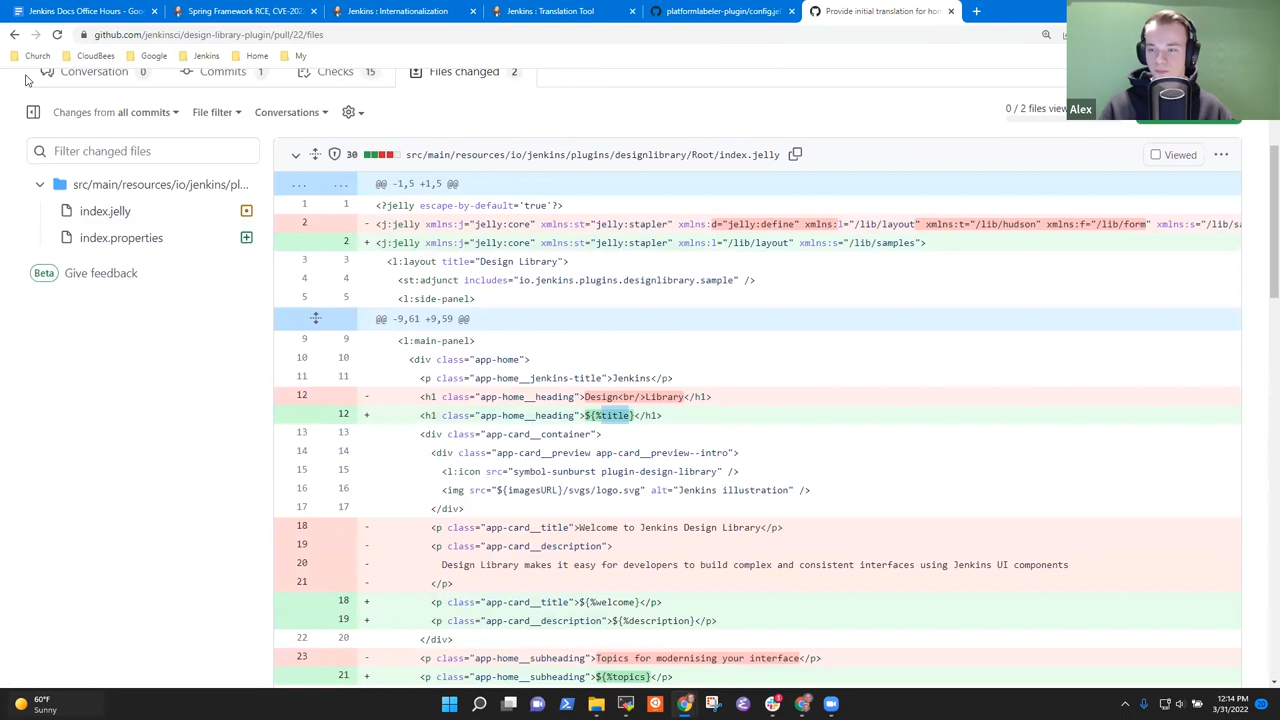 Jenkins Docs Office Hours - Goo
Spring Framework RCE, CVE-2022
Jenkins : Internationalization
Jenkins : Translation Tool
platformlabeler-plugin/config.jel
Provide initial translation for hom
github.com/jenkinsci/design-library-plugin/pull/22/files
Church
CloudBees
Google
Jenkins
Home
My
Conversation 0
Commits 1
Checks 15
Files changed 2
Changes from all commits
File filter
Conversations
0 / 2 files view
Filter changed files
src/main/resources/io/jenkins/pl...
index.jelly
index.properties
Beta Give feedback
30 src/main/resources/io/jenkins/plugins/designlibrary/Root/index.jelly
Viewed
... ... @@ -1,5 +1,5 @@
1 1 <?jelly escape-by-default='true'?>
2 - <j:jelly xmlns:j="jelly:core" xmlns:st="jelly:stapler" xmlns:d="jelly:define" xmlns:l="/lib/layout" xmlns:t="/lib/hudson" xmlns:f="/lib/form" xmlns:s="/lib/sa
2 + <j:jelly xmlns:j="jelly:core" xmlns:st="jelly:stapler" xmlns:l="/lib/layout" xmlns:s="/lib/samples">
3 3 <l:layout title="Design Library">
4 4 <st:adjunct includes="io.jenkins.plugins.designlibrary.sample" />
5 5 <l:side-panel>
@@ -9,61 +9,59 @@
9 9 <l:main-panel>
10 10 <div class="app-home">
11 11 <p class="app-home__jenkins-title">Jenkins</p>
12 - <h1 class="app-home__heading">Design<br/>Library</h1>
12 + <h1 class="app-home__heading">${%title}</h1>
13 13 <div class="app-card__container">
14 14 <div class="app-card__preview app-card__preview--intro">
15 15 <l:icon src="symbol-sunburst plugin-design-library" />
16 16 <img src="${imagesURL}/svgs/logo.svg" alt="Jenkins illustration" />
17 17 </div>
18 - <p class="app-card__title">Welcome to Jenkins Design Library</p>
19 - <p class="app-card__description">
20 - Design Library makes it easy for developers to build complex and consistent interfaces using Jenkins UI components
21 - </p>
18 + <p class="app-card__title">${%welcome}</p>
19 + <p class="app-card__description">${%description}</p>
22 20 </div>
23 - <p class="app-home__subheading">Topics for modernising your interface</p>
21 + <p class="app-home__subheading">${%topics}</p>
Alex
60°F
Sunny
12:14 PM
3/31/2022
20